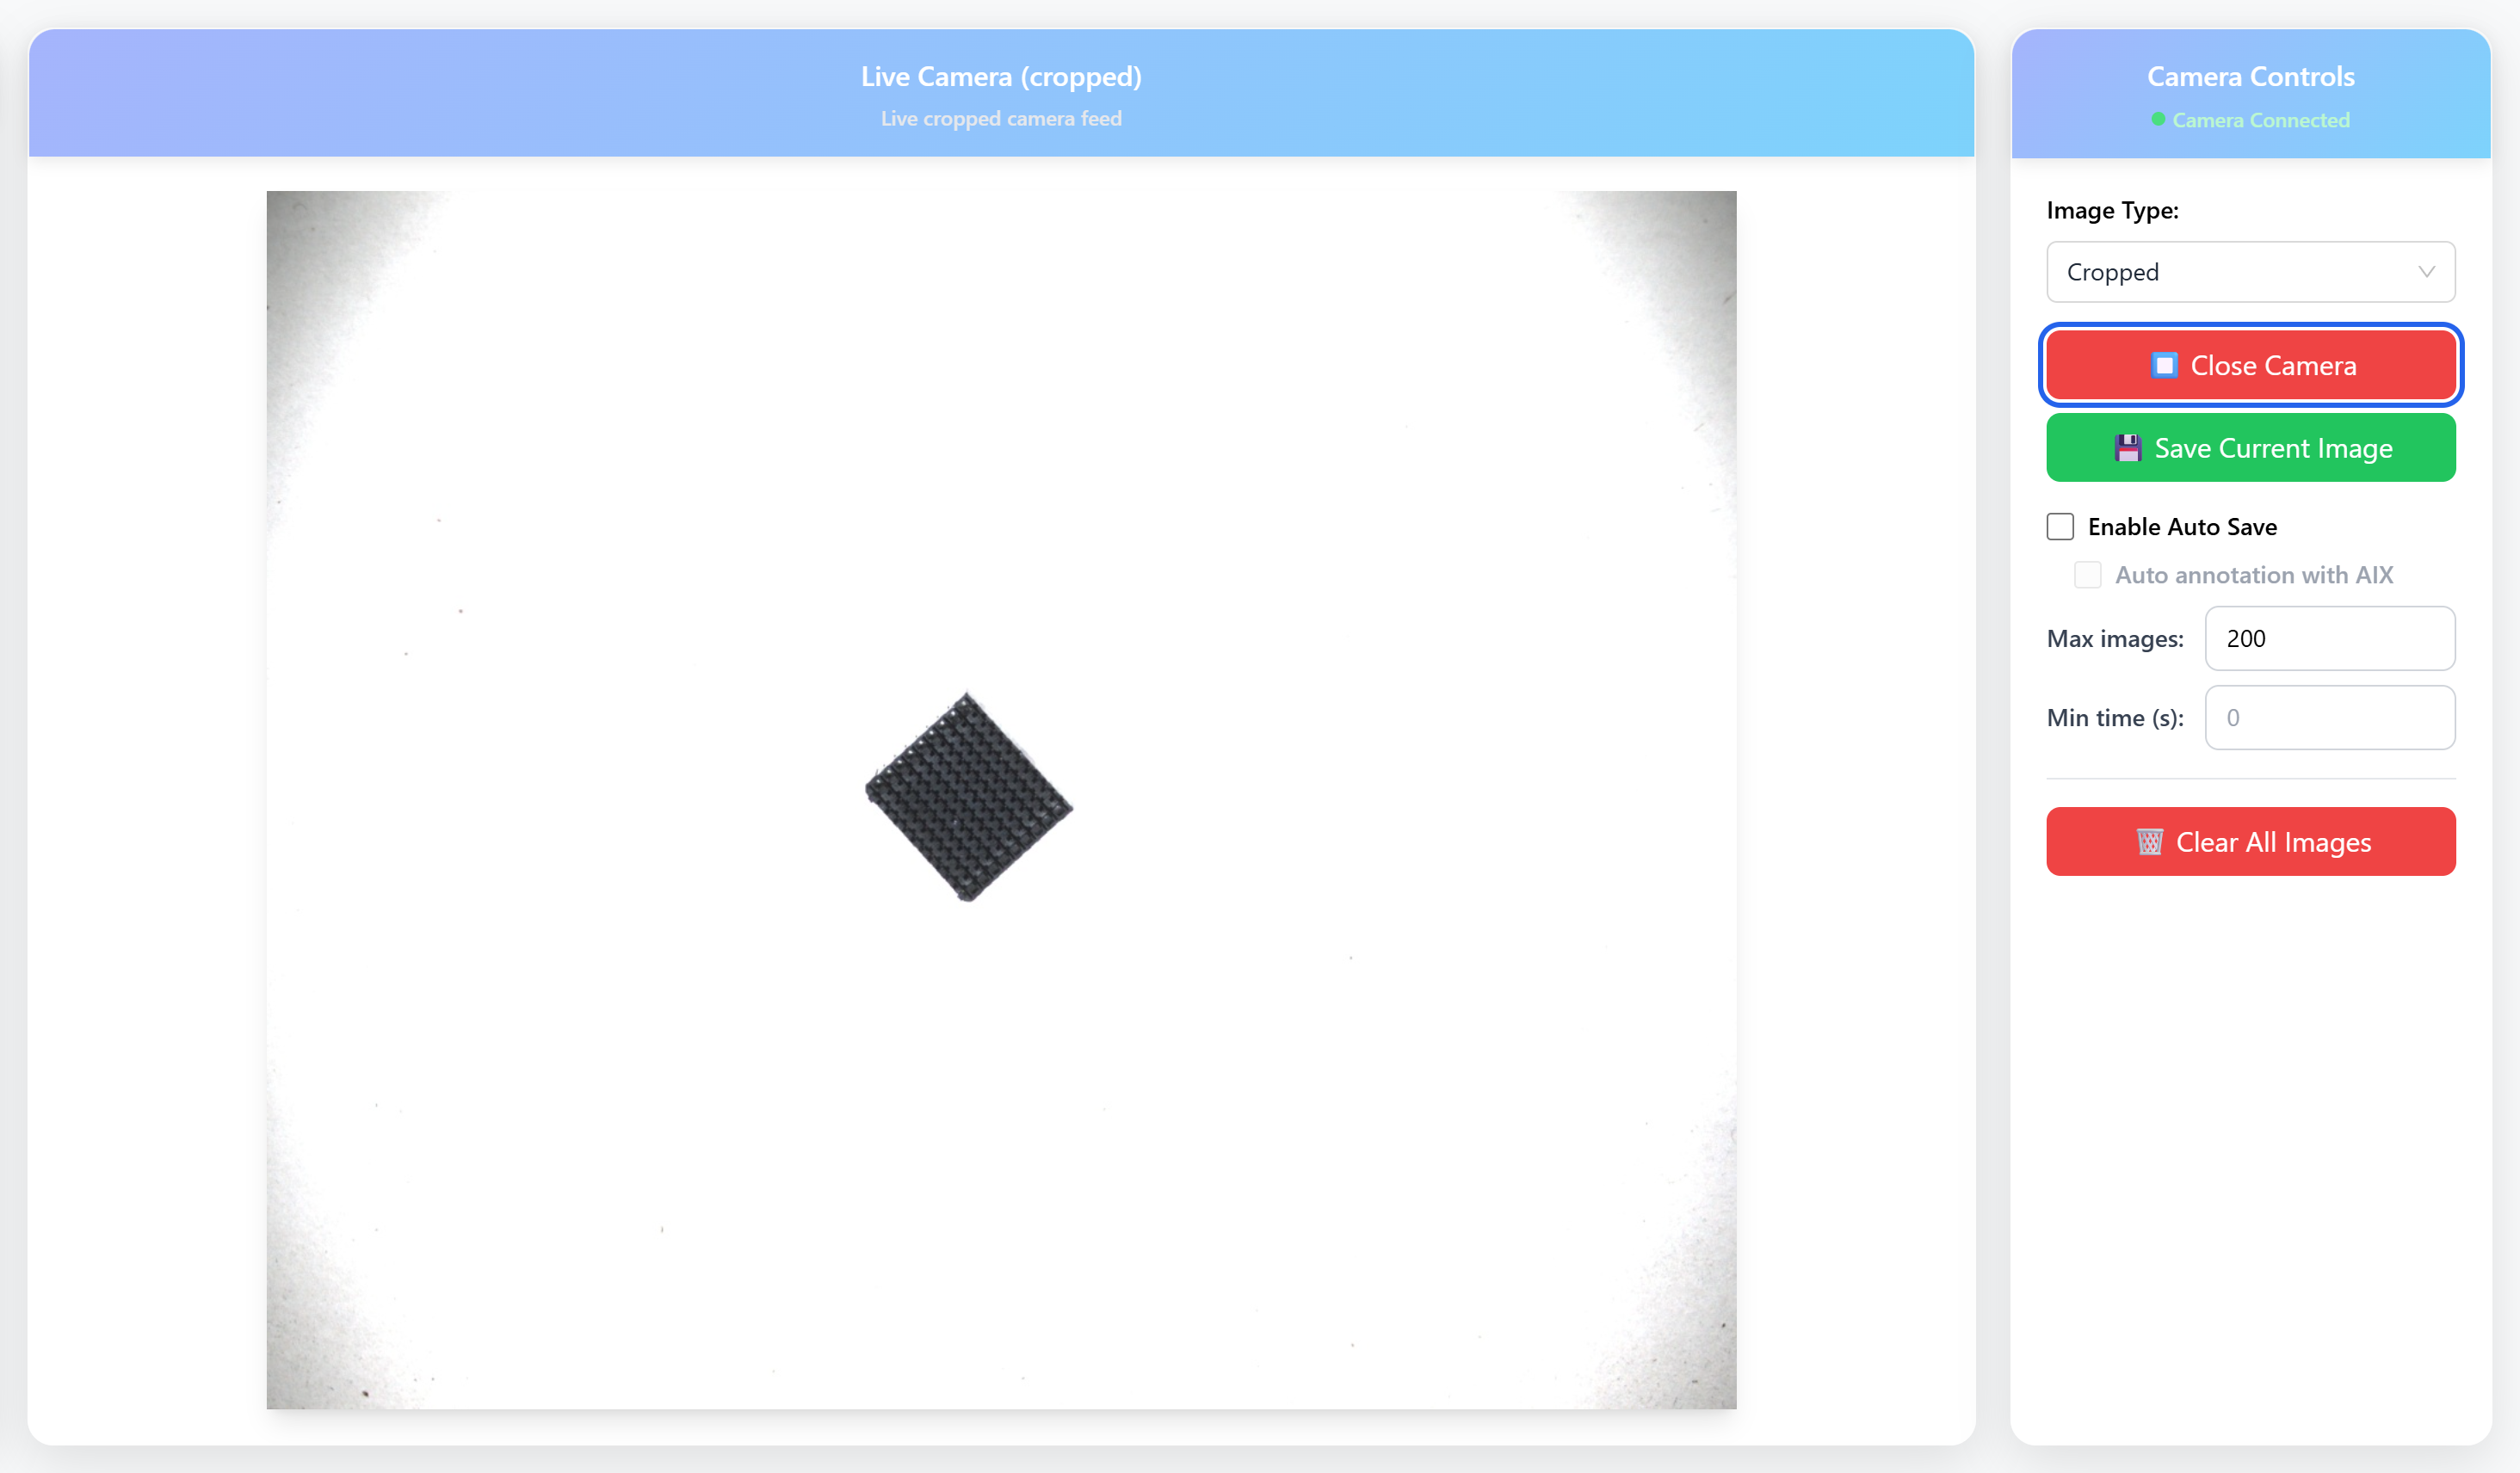 Live Camera (cropped)
Live cropped camera feed
Camera Controls
Camera Connected
Image Type:
Cropped
Close Camera
Save Current Image
Enable Auto Save
Auto annotation with AIX
Max images:
200
Min time (s):
0
Clear All Images